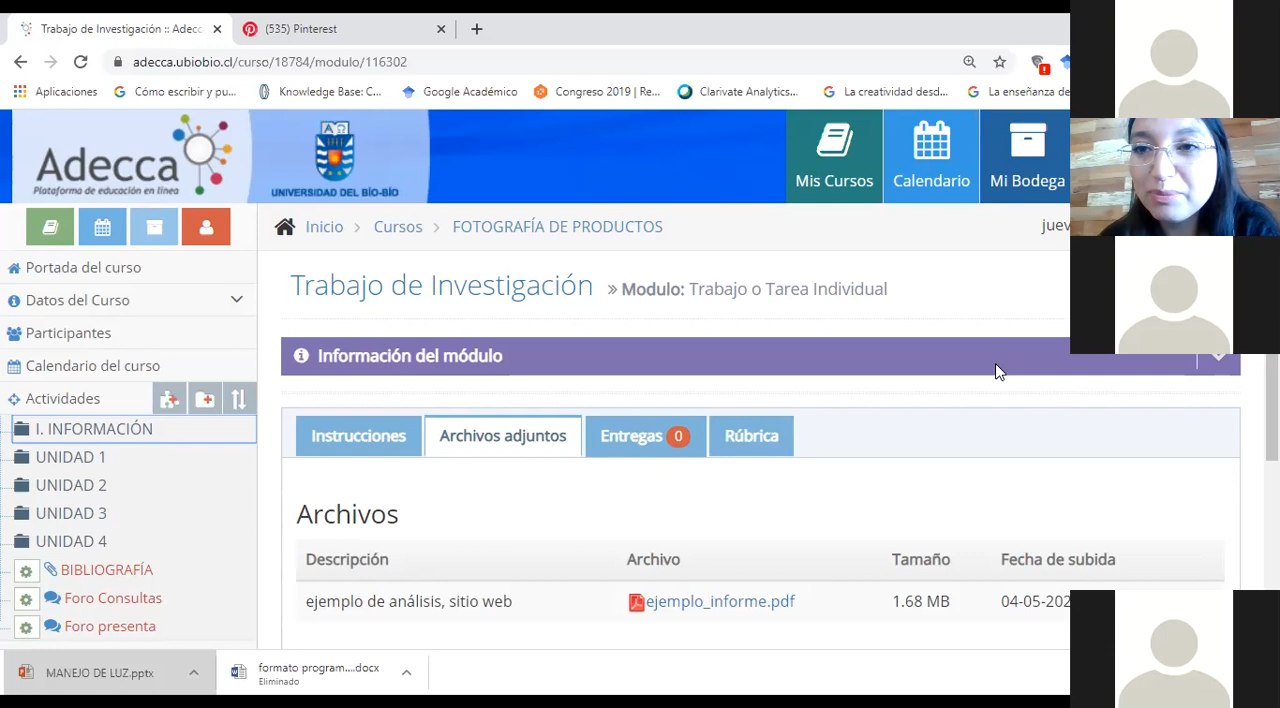 Trabajo de Investigación :: Adecc
(535) Pinterest
adecca.ubiobio.cl/curso/18784/modulo/116302
Aplicaciones
Cómo escribir y pu...
Knowledge Base: C...
Google Académico
Congreso 2019 | Re...
Clarivate Analytics...
La creatividad desd...
La enseñanza de
Adecca
Plataforma de educación en línea
UNIVERSIDAD DEL BÍO-BÍO
Mis Cursos
Calendario
Mi Bodega
Inicio > Cursos > FOTOGRAFÍA DE PRODUCTOS
juev
Portada del curso
Datos del Curso
Participantes
Calendario del curso
Actividades
I. INFORMACIÓN
UNIDAD 1
UNIDAD 2
UNIDAD 3
UNIDAD 4
BIBLIOGRAFÍA
Foro Consultas
Foro presenta
Trabajo de Investigación » Modulo: Trabajo o Tarea Individual
Información del módulo
Instrucciones
Archivos adjuntos
Entregas 0
Rúbrica
Archivos
Descripción Archivo Tamaño Fecha de subida
ejemplo de análisis, sitio web ejemplo_informe.pdf 1.68 MB 04-05-202
MANEJO DE LUZ.pptx
formato program....docx
Eliminado